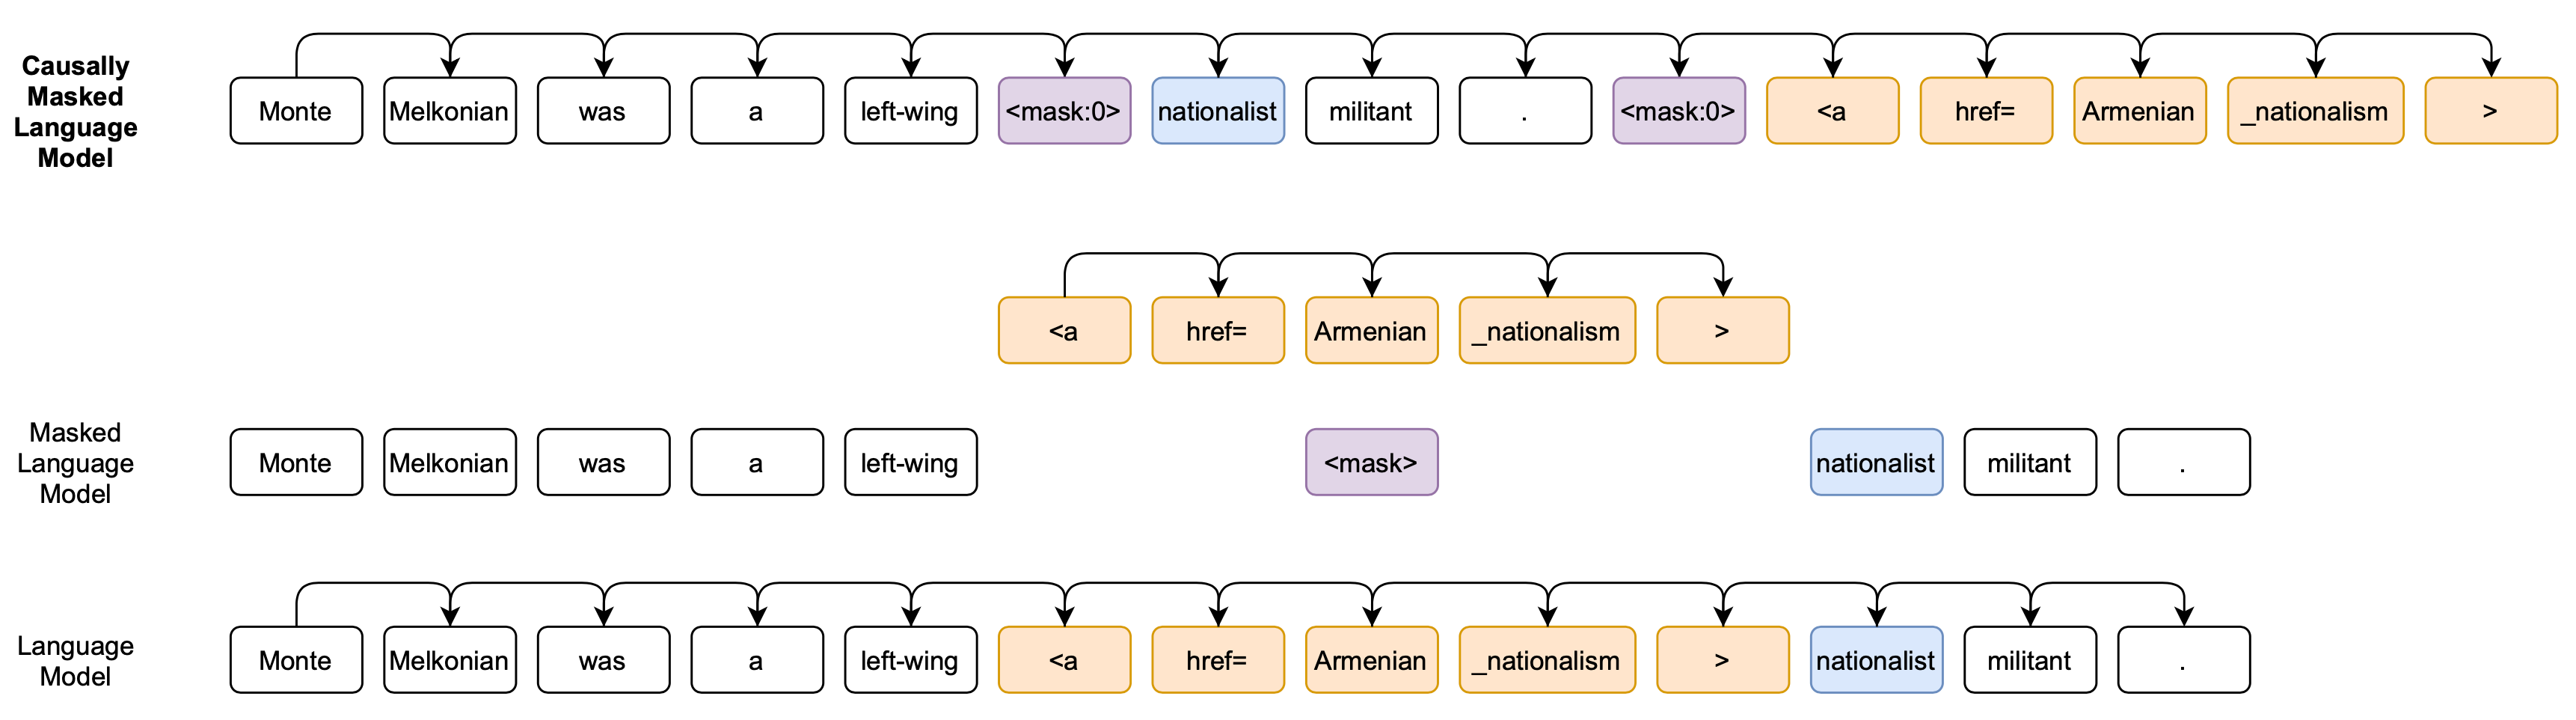 Causally
Masked
Language
Model
Monte Melkonian was a left-wing <mask:0> nationalist militant . <mask:0> <a href= Armenian _nationalism >
<a href= Armenian _nationalism >
Masked
Language
Model
Monte Melkonian was a left-wing <mask> nationalist militant .
Language
Model
Monte Melkonian was a left-wing <a href= Armenian _nationalism > nationalist militant .